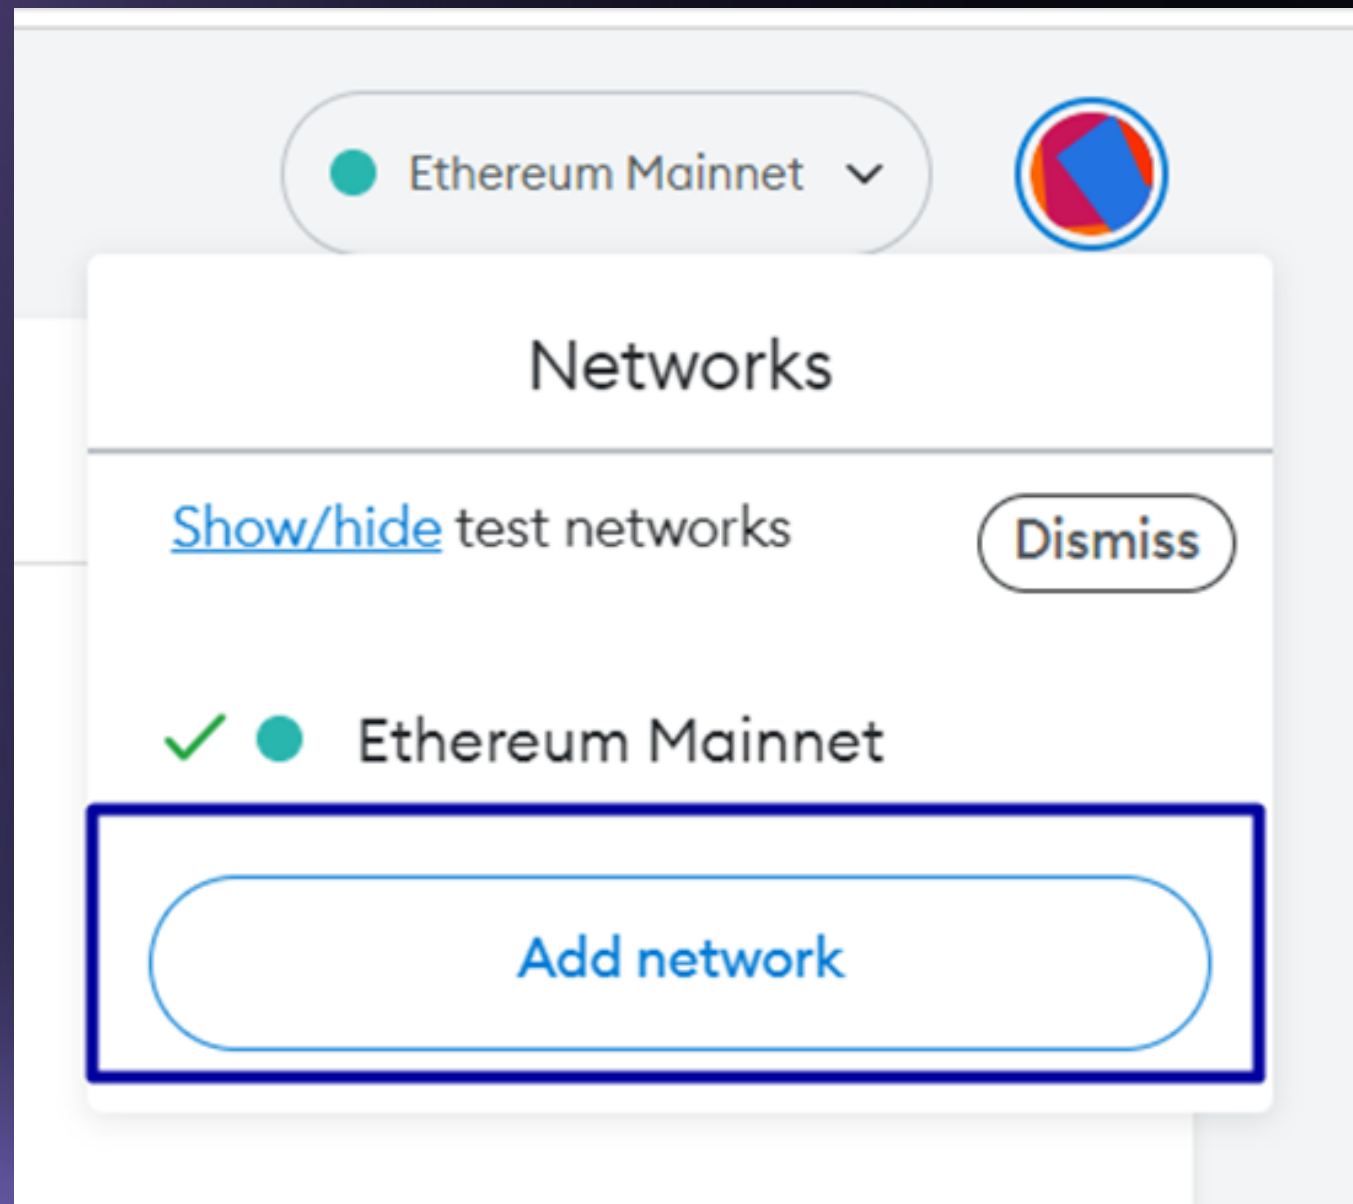 Ethereum Mainnet
Networks
Show/hide test networks
Dismiss
Ethereum Mainnet
Add network